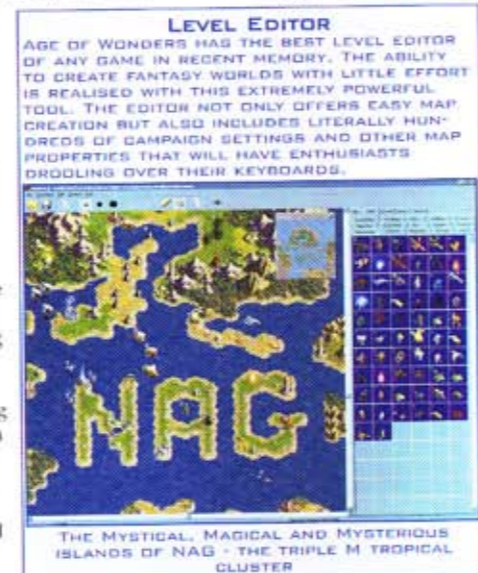 LEVEL EDITOR
AGE OF WONDERS HAS THE BEST LEVEL EDITOR
OF ANY GAME IN RECENT MEMORY. THE ABILITY
TO CREATE FANTASY WORLDS WITH LITTLE EFFORT
IS REALISED WITH THIS EXTREMELY POWERFUL
TOOL. THE EDITOR NOT ONLY OFFERS EASY MAP
CREATION BUT ALSO INCLUDES LITERALLY HUN-
DREDS OF CAMPAIGN SETTINGS AND OTHER MAP
PROPERTIES THAT WILL HAVE ENTHUSIASTS
DROOLING OVER THEIR KEYBOARDS.
NAG
THE MYSTICAL, MAGICAL AND MYSTERIOUS
ISLANDS OF NAG - THE TRIPLE M TROPICAL
CLUSTER